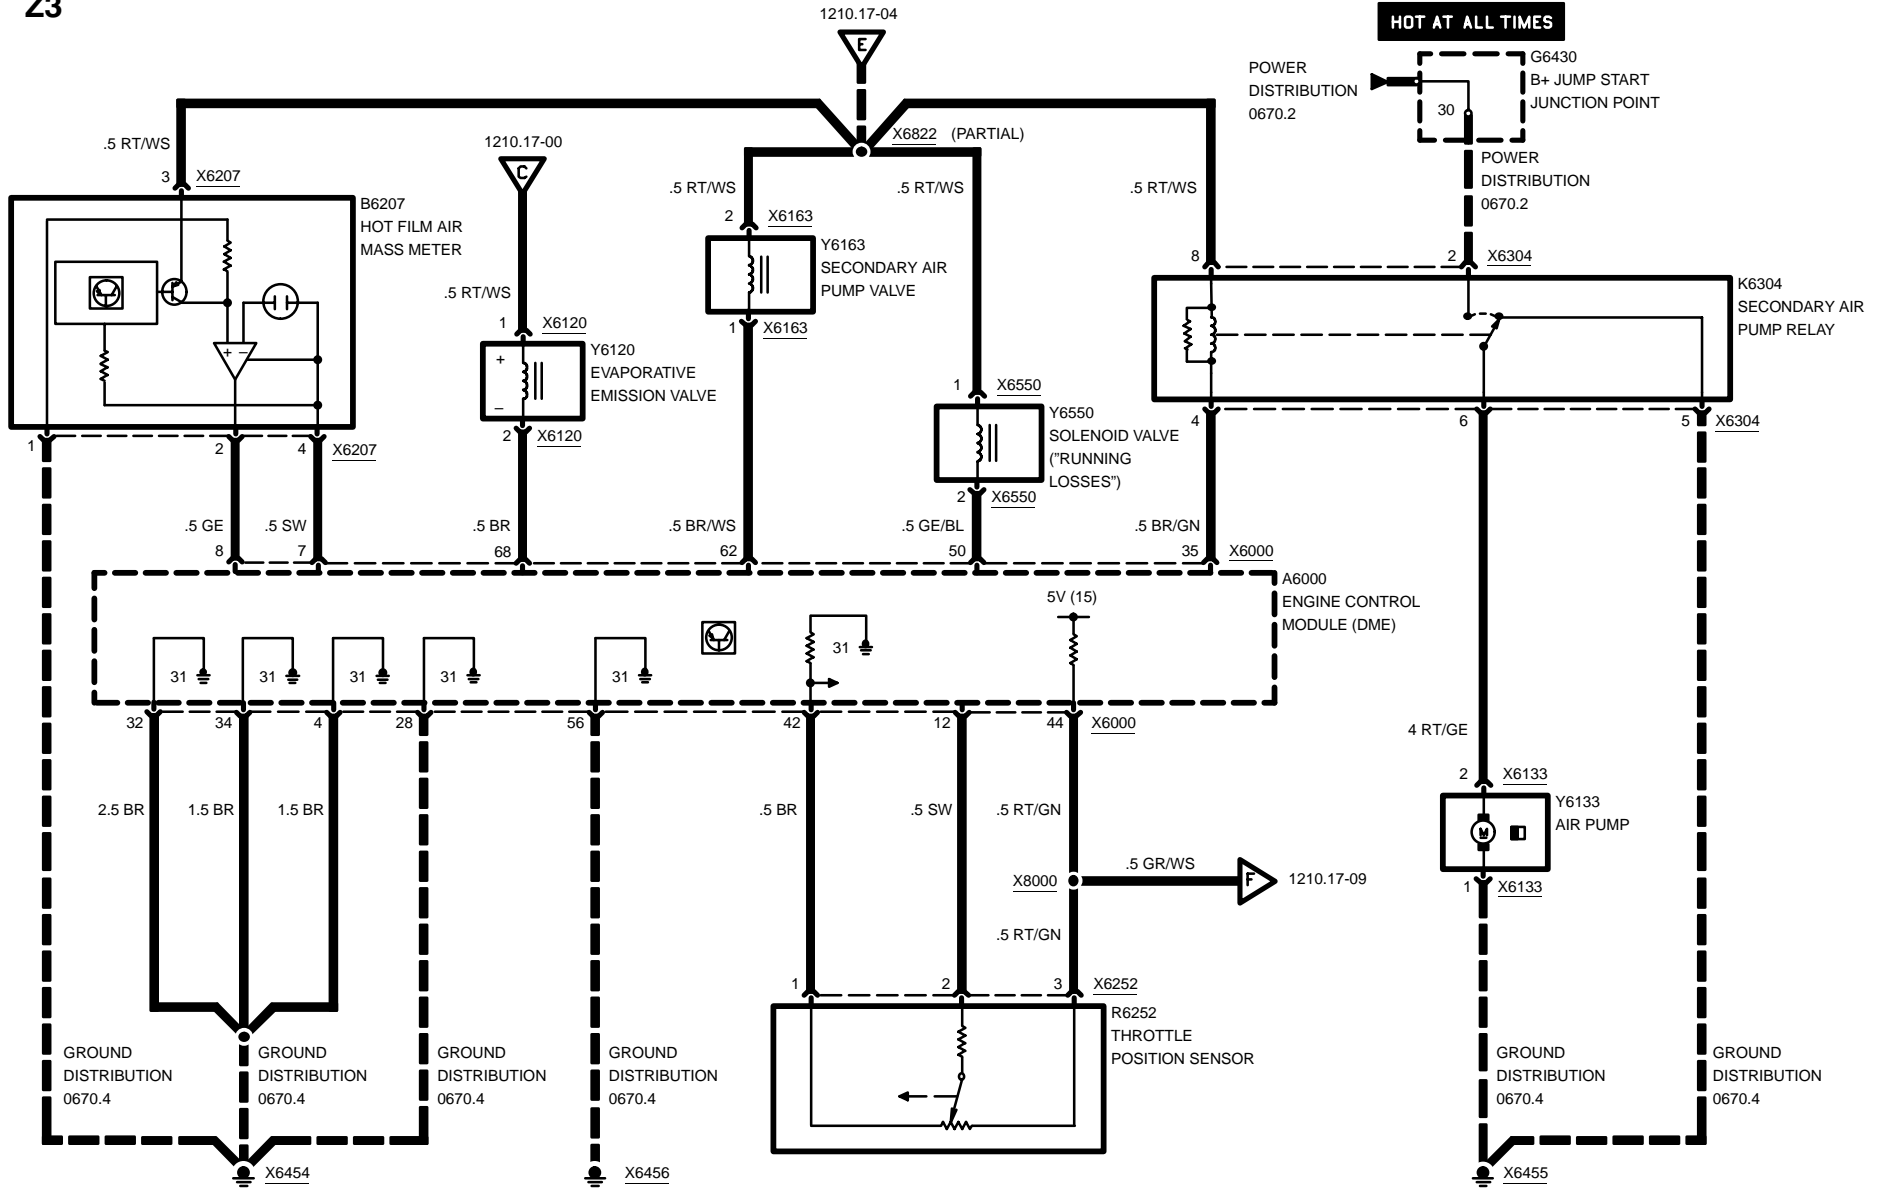 Z3
1210.17-04
E
HOT AT ALL TIMES
POWER
DISTRIBUTION
0670.2
30
G6430
B+ JUMP START
JUNCTION POINT
POWER
DISTRIBUTION
0670.2
X6822 (PARTIAL)
.5 RT/WS
3 X6207
1210.17-00
C
.5 RT/WS
.5 RT/WS
.5 RT/WS
B6207
HOT FILM AIR
MASS METER
+ −
2 X6163
Y6163
SECONDARY AIR
PUMP VALVE
1 X6163
8
2 X6304
K6304
SECONDARY AIR
PUMP RELAY
.5 RT/WS
1 X6120
+
−
Y6120
EVAPORATIVE
EMISSION VALVE
2 X6120
1 X6550
Y6550
SOLENOID VALVE
("RUNNING
LOSSES")
2 X6550
4
6
5 X6304
1
2
4 X6207
.5 GE
.5 SW
.5 BR
.5 BR/WS
.5 GE/BL
.5 BR/GN
8
7
68
62
50
35 X6000
A6000
ENGINE CONTROL
MODULE (DME)
5V (15)
31
31
31
31
31
31
32
34
4
28
56
42
12
44 X6000
4 RT/GE
2 X6133
Y6133
AIR PUMP
M
1 X6133
2.5 BR
1.5 BR
1.5 BR
.5 BR
.5 SW
.5 RT/GN
.5 GR/WS
X8000
F
1210.17-09
.5 RT/GN
1
2
3 X6252
R6252
THROTTLE
POSITION SENSOR
GROUND
DISTRIBUTION
0670.4
GROUND
DISTRIBUTION
0670.4
GROUND
DISTRIBUTION
0670.4
GROUND
DISTRIBUTION
0670.4
GROUND
DISTRIBUTION
0670.4
GROUND
DISTRIBUTION
0670.4
X6454
X6456
X6455